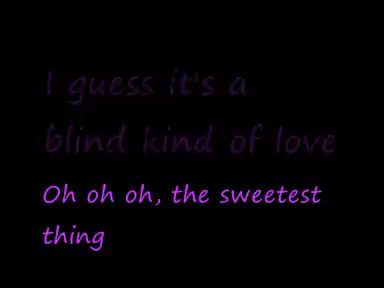 I guess it's a
blind kind of love
Oh oh oh, the sweetest
thing